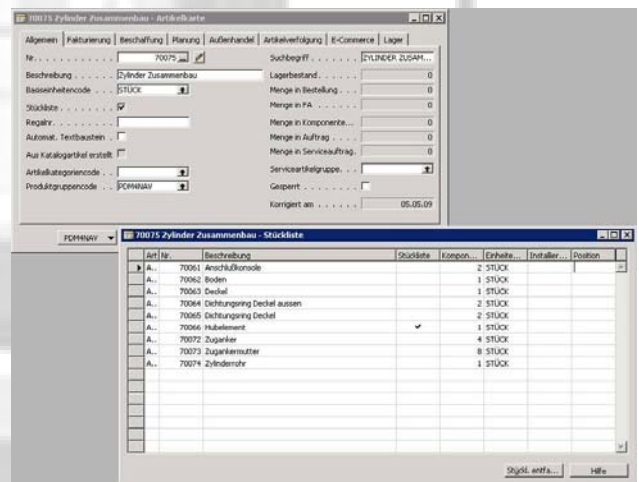 70075 Zylinder Zusammenbau - Artikelkarte
Allgemein Fakturierung Beschaffung Planung Außenhandel Artikelverfolgung E-Commerce Lager
Nr. 70075 Suchbegriff ZYLINDER ZUSAM...
Beschreibung Zylinder Zusammenbau Lagerbestand 0
Basiseinheitencode STÜCK Menge in Bestellung 0
Stückliste Menge in FA 0
Regalnr. Menge in Komponente... 0
Automat. Textbaustein Menge in Auftrag 0
Aus Katalogartikel erstellt Menge in Serviceauftrag. 0
Artikelkategoriencode Serviceartikelgruppe
Produktgruppencode PDM4NAV Gesperrt
Korrigiert am 05.05.09
PDM4NAV
70075 Zylinder Zusammenbau - Stückliste
Art Nr. Beschreibung Stückliste Kompon... Einheite... Installier... Position
A.. 70061 Anschlußkonsole 2 STÜCK
A.. 70062 Boden 1 STÜCK
A.. 70063 Deckel 1 STÜCK
A.. 70064 Dichtungsring Deckel aussen 2 STÜCK
A.. 70065 Dichtungsring Deckel 2 STÜCK
A.. 70066 Hubelement 1 STÜCK
A.. 70072 Zuganker 4 STÜCK
A.. 70073 Zugankermutter 8 STÜCK
A.. 70074 Zylinderrohr 1 STÜCK
Stückl. entfa... Hilfe